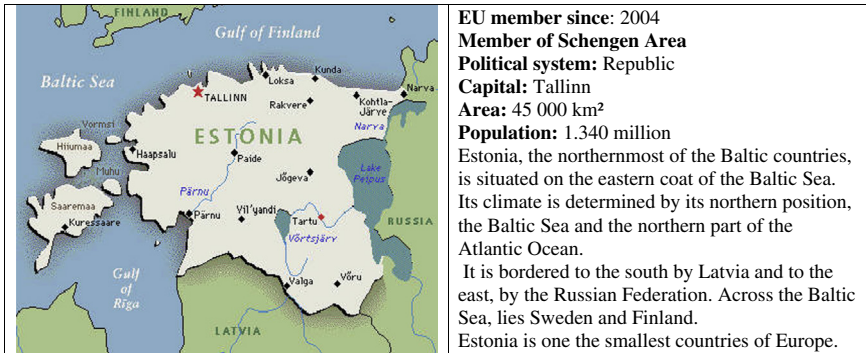 FINLAND
Gulf of Finland
Baltic Sea
TALLINN
Loksa
Kunda
Rakvere
Kohtla-
Järve
Narva
Narva
Vormsi
Hiiumaa
Haapsalu
ESTONIA
Paide
Muhu
Jõgeva
Lake
Peipus
Saaremaa
Pärnu
Kuressaare
Pärnu
Vil'yandi
Tartu
RUSSIA
Võrtsjärv
Gulf
of
Riga
Valga
Võru
LATVIA
EU member since: 2004
Member of Schengen Area
Political system: Republic
Capital: Tallinn
Area: 45 000 km²
Population: 1.340 million
Estonia, the northernmost of the Baltic countries,
is situated on the eastern coat of the Baltic Sea.
Its climate is determined by its northern position,
the Baltic Sea and the northern part of the
Atlantic Ocean.
It is bordered to the south by Latvia and to the
east, by the Russian Federation. Across the Baltic
Sea, lies Sweden and Finland.
Estonia is one the smallest countries of Europe.